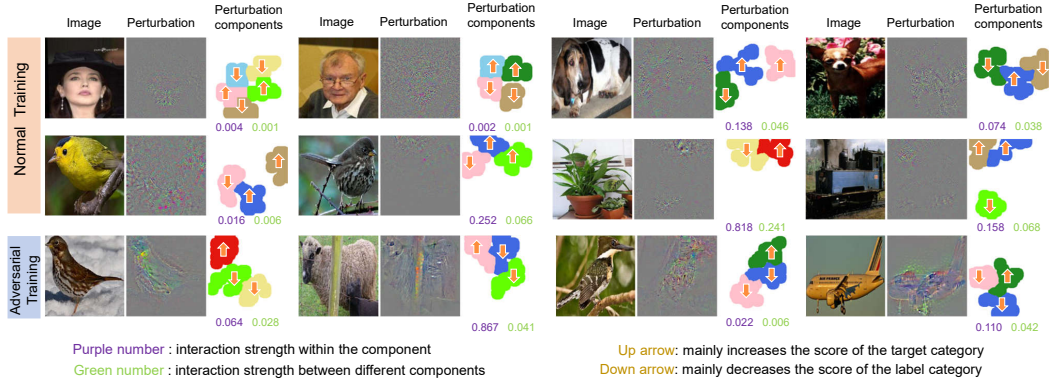 Image Perturbation Perturbation components Image Perturbation Perturbation components Image Perturbation Perturbation components Image Perturbation Perturbation components
Normal Training
0.004 0.001 0.002 0.001 0.138 0.046 0.074 0.038
0.016 0.006 0.252 0.066 0.818 0.241 0.158 0.068
Adversarial Training
0.064 0.028 0.867 0.041 0.022 0.006 0.110 0.042
Purple number : interaction strength within the component
Green number : interaction strength between different components
Up arrow: mainly increases the score of the target category
Down arrow: mainly decreases the score of the label category